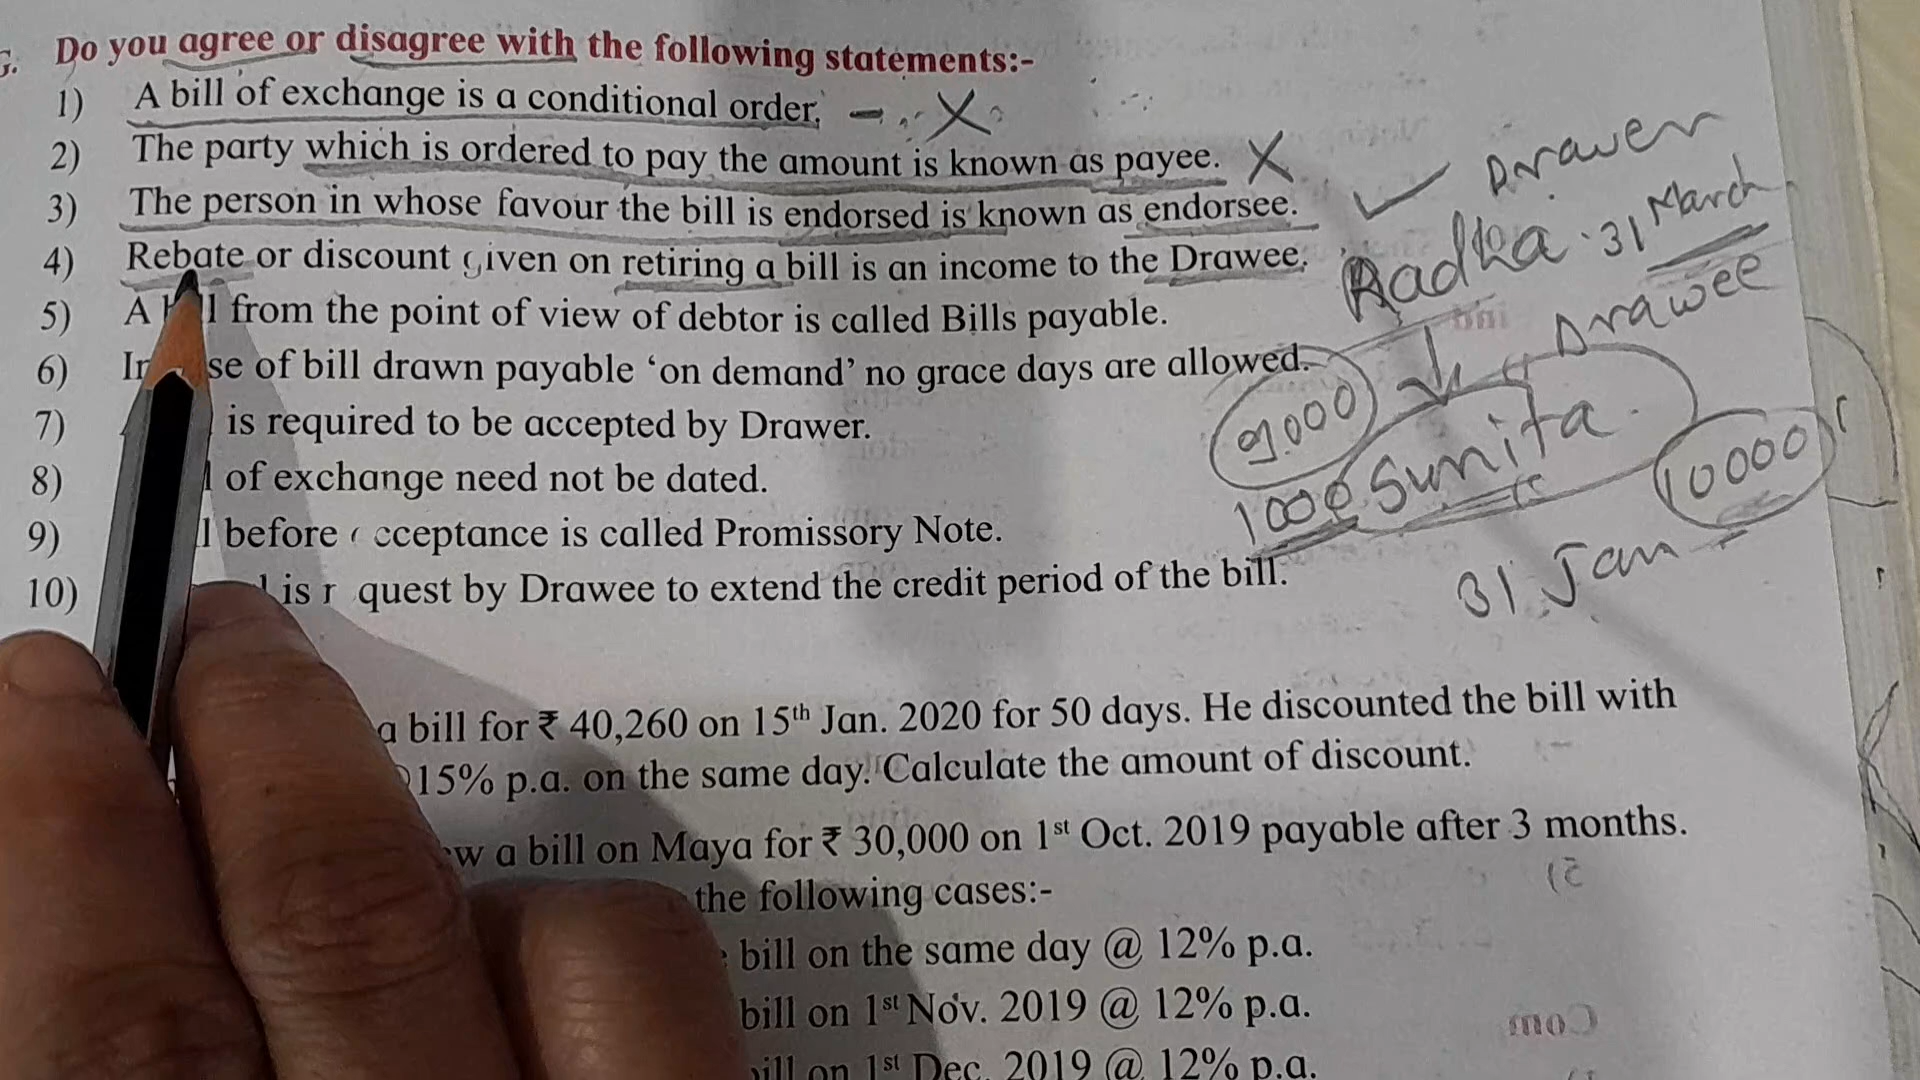 G. Do you agree or disagree with the following statements:-
1) A bill of exchange is a conditional order. - X
2) The party which is ordered to pay the amount is known as payee. X
3) The person in whose favour the bill is endorsed is known as endorsee. ✓
Drawer
4) Rebate or discount given on retiring a bill is an income to the Drawee.
Radha 31 March
5) A from the point of view of debtor is called Bills payable.
Drawee
6) of bill drawn payable ‘on demand’ no grace days are allowed.
9,000
7) is required to be accepted by Drawer.
Sunita
10000
8) of exchange need not be dated.
1000
9) before cceptance is called Promissory Note.
10) is r quest by Drawee to extend the credit period of the bill.
31 Jan
a bill for ₹ 40,260 on 15th Jan. 2020 for 50 days. He discounted the bill with
15% p.a. on the same day. Calculate the amount of discount.
w a bill on Maya for ₹ 30,000 on 1st Oct. 2019 payable after 3 months.
the following cases:-
bill on the same day @ 12% p.a.
bill on 1st Nov. 2019 @ 12% p.a.
bill on 1st Dec. 2019 @ 12% p.a.